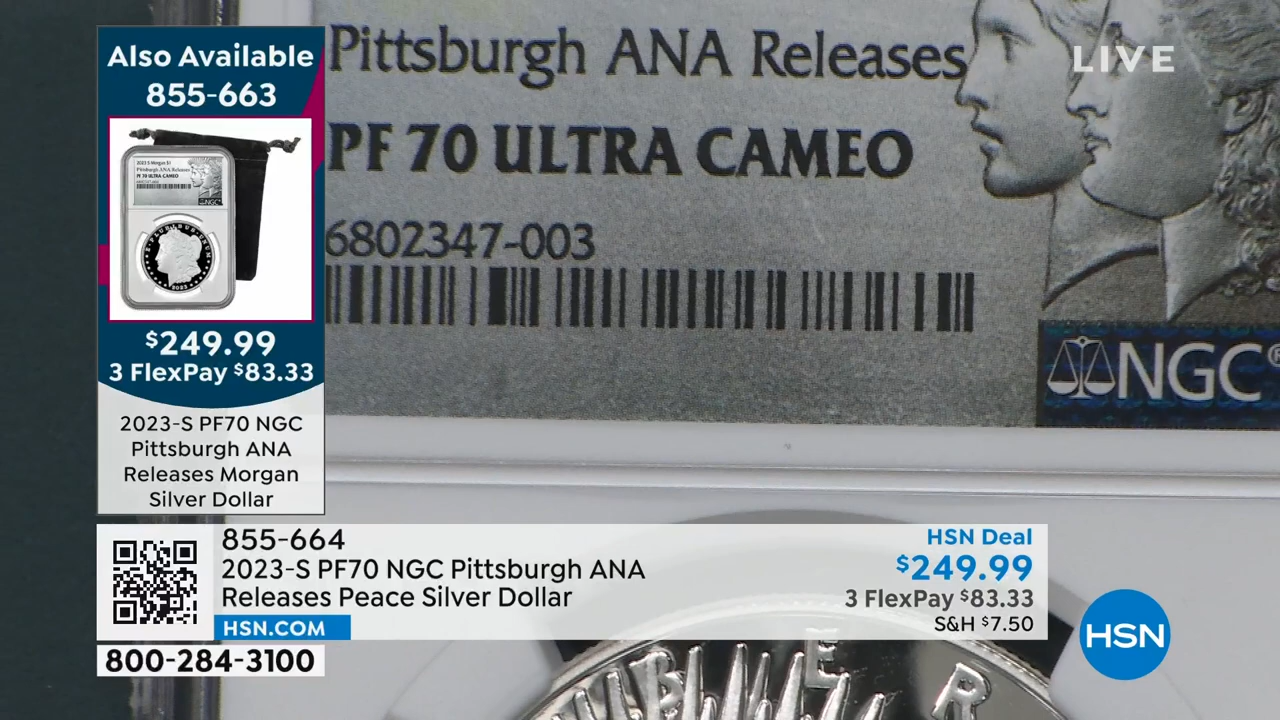 Also Available
855-663
2023 S Morgan $1
Pittsburgh ANA Releases
PF 70 ULTRA CAMEO
NGC
$249.99
3 FlexPay $83.33
2023-S PF70 NGC
Pittsburgh ANA
Releases Morgan
Silver Dollar
Pittsburgh ANA Releases
LIVE
PF 70 ULTRA CAMEO
6802347-003
NGC®
855-664
2023-S PF70 NGC Pittsburgh ANA
Releases Peace Silver Dollar
HSN.COM
HSN Deal
$249.99
3 FlexPay $83.33
S&H $7.50
800-284-3100
HSN
IBER